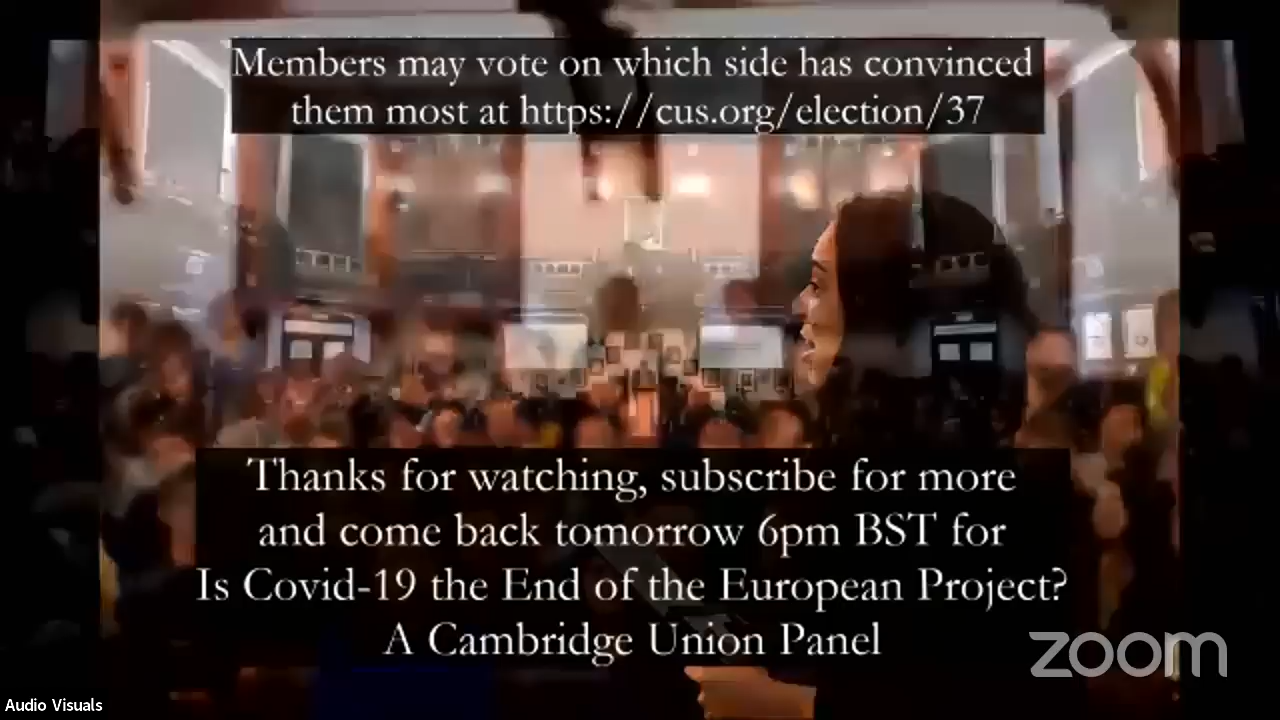 Members may vote on which side has convinced
them most at https://cus.org/election/37
Thanks for watching, subscribe for more
and come back tomorrow 6pm BST for
Is Covid-19 the End of the European Project?
A Cambridge Union Panel
zoom
Audio Visuals